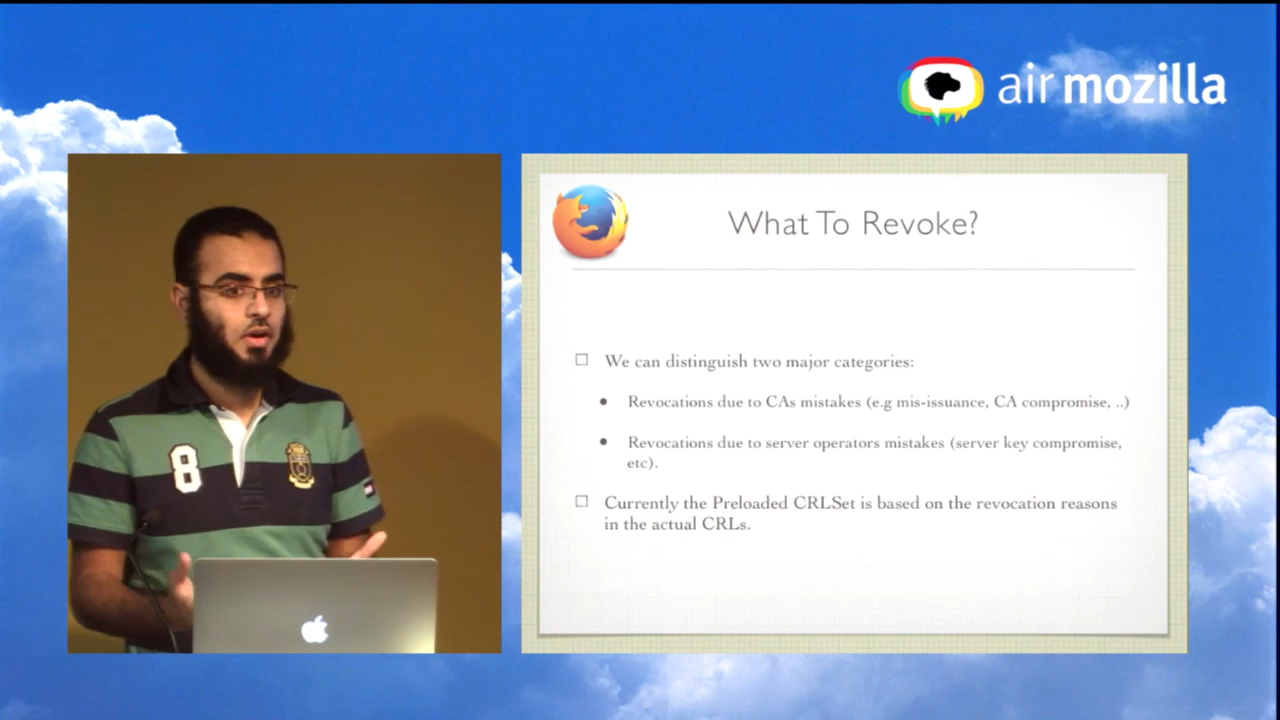 air mozilla
What To Revoke?
We can distinguish two major categories:
Revocations due to CAs mistakes (e.g mis-issuance, CA compromise, ..)
Revocations due to server operators mistakes (server key compromise,
etc).
Currently the Preloaded CRLSet is based on the revocation reasons
in the actual CRLs.
8